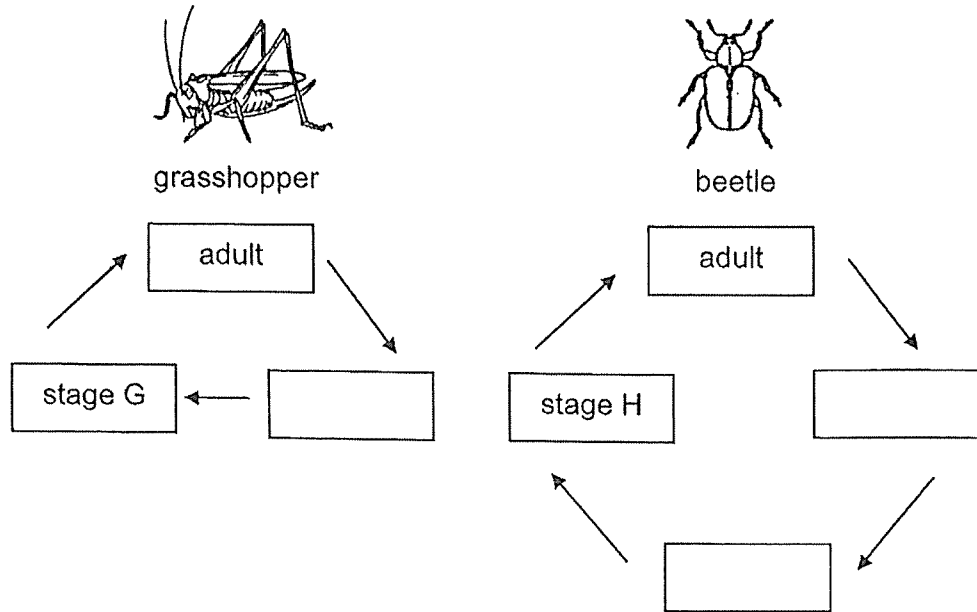 grasshopper
beetle
adult
adult
stage G
stage H